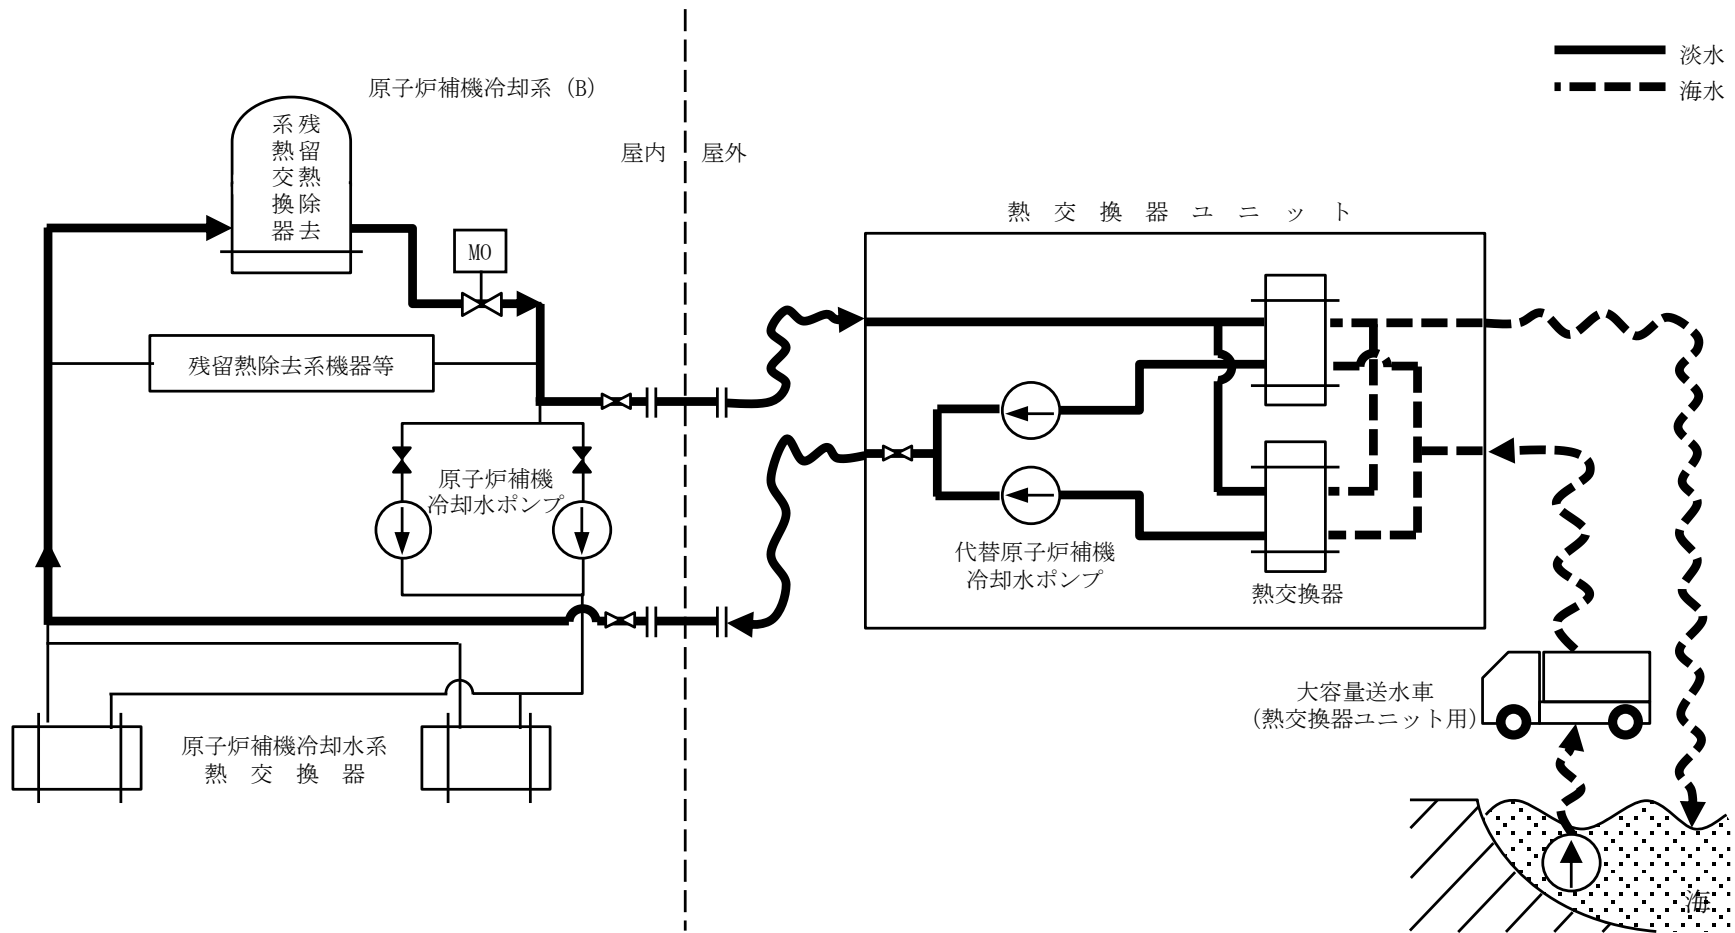 淡水
海水
原子炉補機冷却系 (B)
残留熱除去
系熱交換器
屋内
屋外
MO
熱交換器ユニット
残留熱除去系機器等
原子炉補機
冷却水ポンプ
代替原子炉補機
冷却水ポンプ
熱交換器
大容量送水車
(熱交換器ユニット用)
原子炉補機冷却水系
熱交換器
海